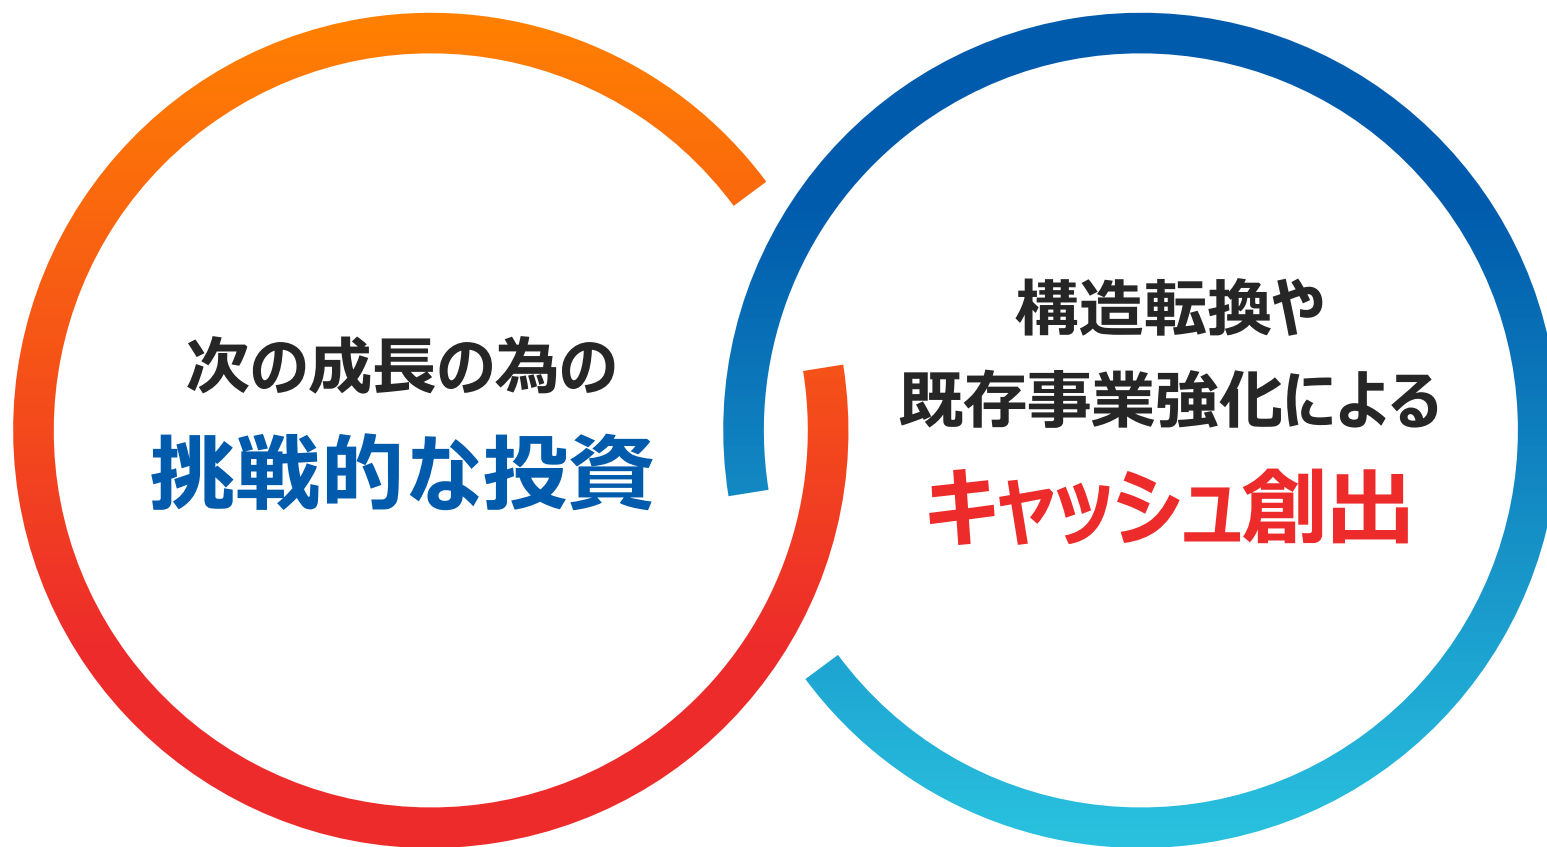 次の成長の為の
挑戦的な投資
構造転換や
既存事業強化による
キャッシュ創出